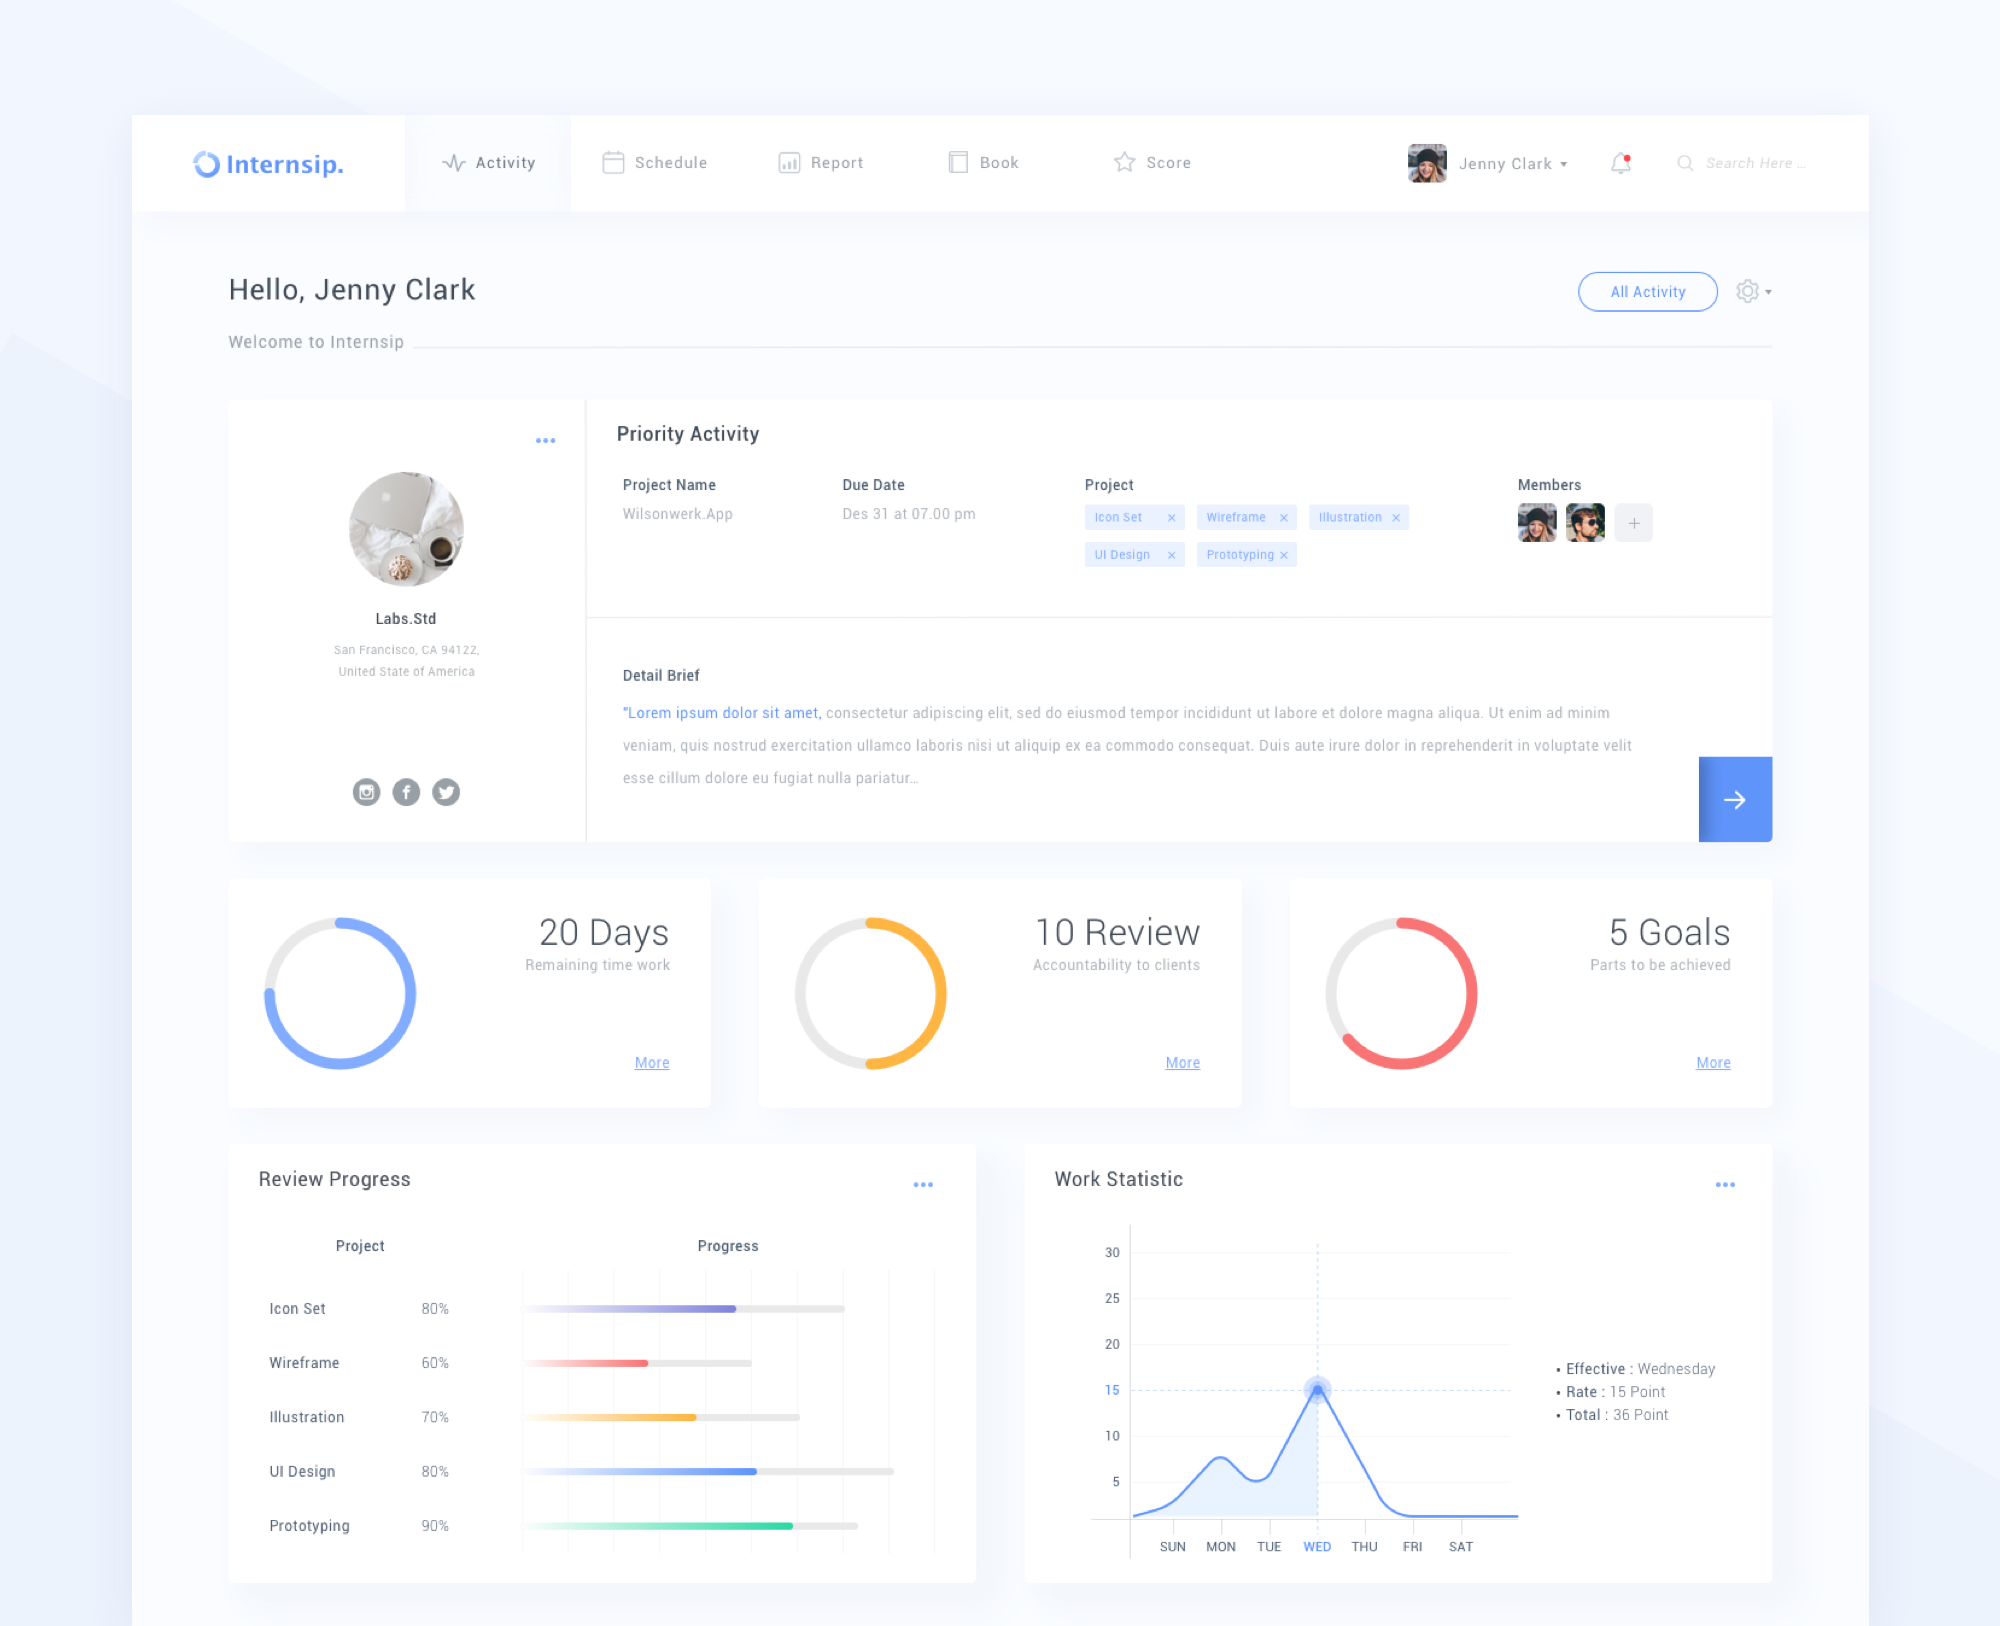 Internsip.
Activity
Schedule
Report
Book
Score
Jenny Clark
Search Here ...
Hello, Jenny Clark
All Activity
Welcome to Internsip
Labs.Std
San Francisco, CA 94122,
United State of America
Priority Activity
Project Name
Wilsonwerk.App
Due Date
Des 31 at 07.00 pm
Project
Icon Set ×
Wireframe ×
Illustration ×
UI Design ×
Prototyping ×
Members
+
Detail Brief
"Lorem ipsum dolor sit amet, consectetur adipiscing elit, sed do eiusmod tempor incididunt ut labore et dolore magna aliqua. Ut enim ad minim
veniam, quis nostrud exercitation ullamco laboris nisi ut aliquip ex ea commodo consequat. Duis aute irure dolor in reprehenderit in voluptate velit
esse cillum dolore eu fugiat nulla pariatur...
20 Days
Remaining time work
More
10 Review
Accountability to clients
More
5 Goals
Parts to be achieved
More
Review Progress
Project
Progress
Icon Set 80%
Wireframe 60%
Illustration 70%
UI Design 80%
Prototyping 90%
Work Statistic
30
25
20
15
10
5
SUN MON TUE WED THU FRI SAT
• Effective : Wednesday
• Rate : 15 Point
• Total : 36 Point